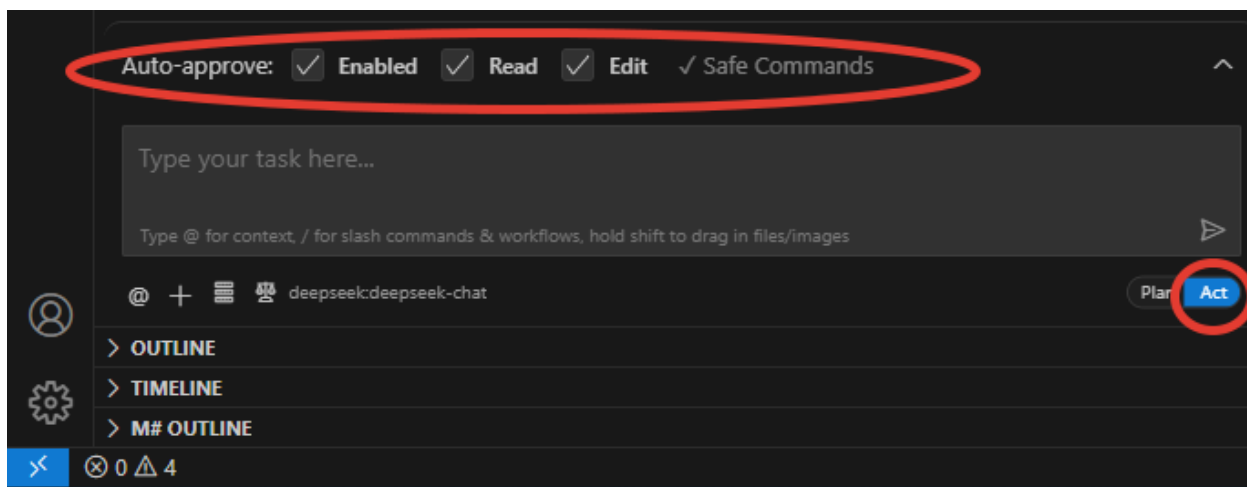 Auto-approve: Enabled Read Edit ✓ Safe Commands
Type your task here...
Type @ for context, / for slash commands & workflows, hold shift to drag in files/images
@ + deepseek:deepseek-chat Plan Act
OUTLINE
TIMELINE
M# OUTLINE
0 4